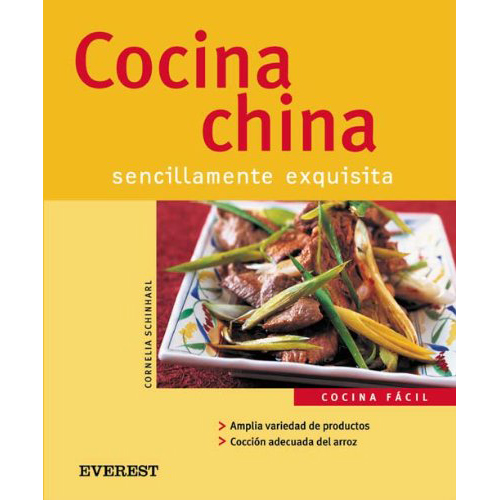 Cocina
china
sencillamente exquisita
CORNELIA SCHINHARL
COCINA FÁCIL
> Amplia variedad de productos
> Cocción adecuada del arroz
EVEREST